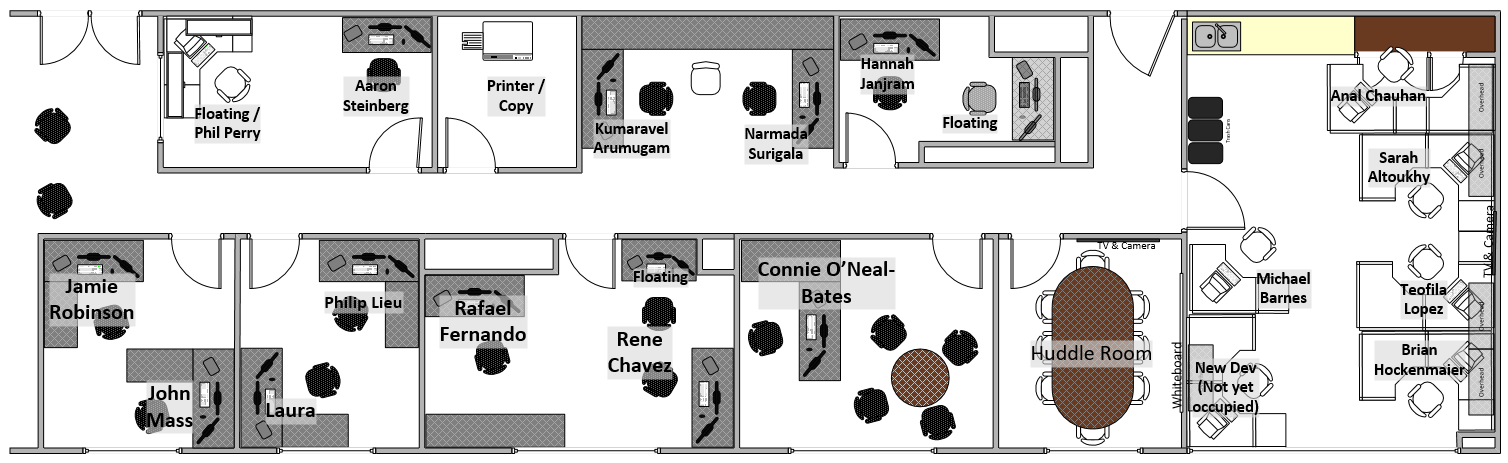 Floating /
Phil Perry
Aaron
Steinberg
Printer /
Copy
Kumaravel
Arumugam
Narmada
Surigala
Hannah
Janjram
Floating
Trash Cans
Anal Chauhan
Overhead
Sarah
Altoukhy
Overhead
TV & Camera
Michael
Barnes
Teofila
Lopez
Overhead
Brian
Hockenmaier
Overhead
New Dev
(Not yet
occupied)
Jamie
Robinson
John
Mass
Philip Lieu
Laura
Rafael
Fernando
Floating
Rene
Chavez
Connie O’Neal-
Bates
TV & Camera
Huddle Room
Whiteboard